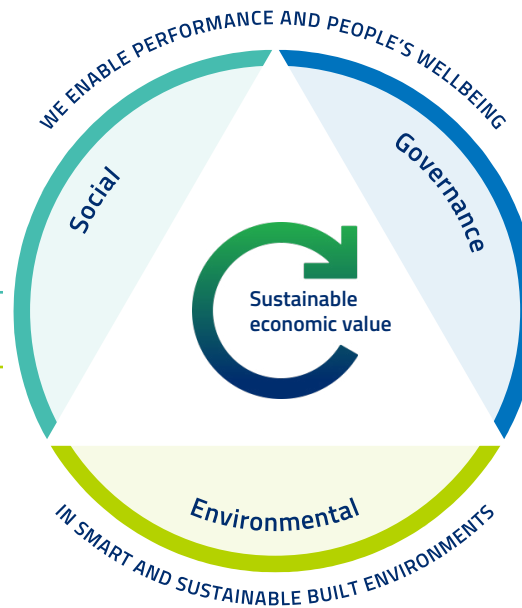 WE ENABLE PERFORMANCE AND PEOPLE'S WELLBEING
Social
Governance
Sustainable
economic value
Environmental
IN SMART AND SUSTAINABLE BUILT ENVIRONMENTS